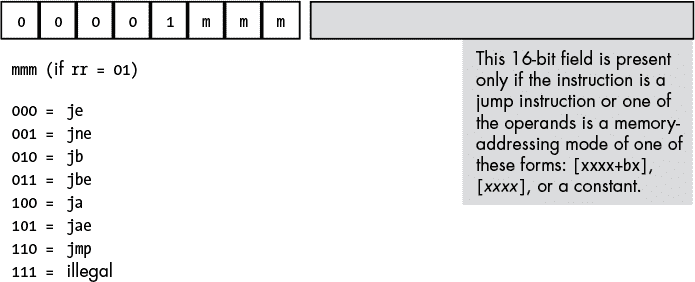 0 0 0 0 1 m m m
mmm (if rr = 01)
000 = je
001 = jne
010 = jb
011 = jbe
100 = ja
101 = jae
110 = jmp
111 = illegal
This 16-bit field is present
only if the instruction is a
jump instruction or one of
the operands is a memory-
addressing mode of one of
these forms: [xxxx+bx],
[xxxx], or a constant.